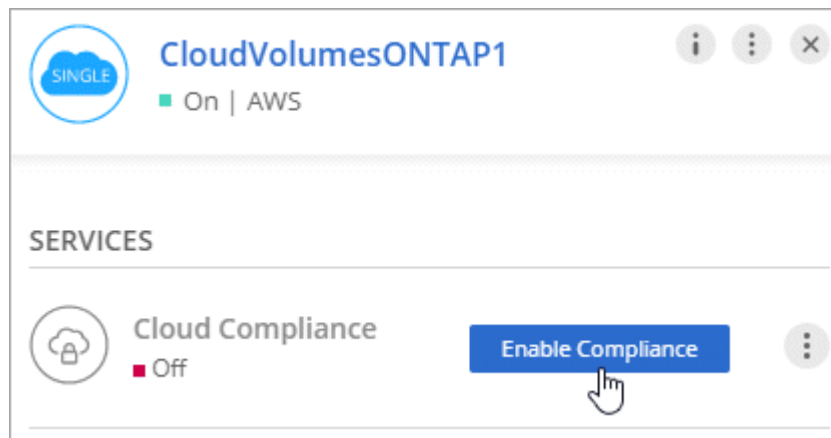 SINGLE
CloudVolumesONTAP1
On | AWS
SERVICES
Cloud Compliance
Off
Enable Compliance